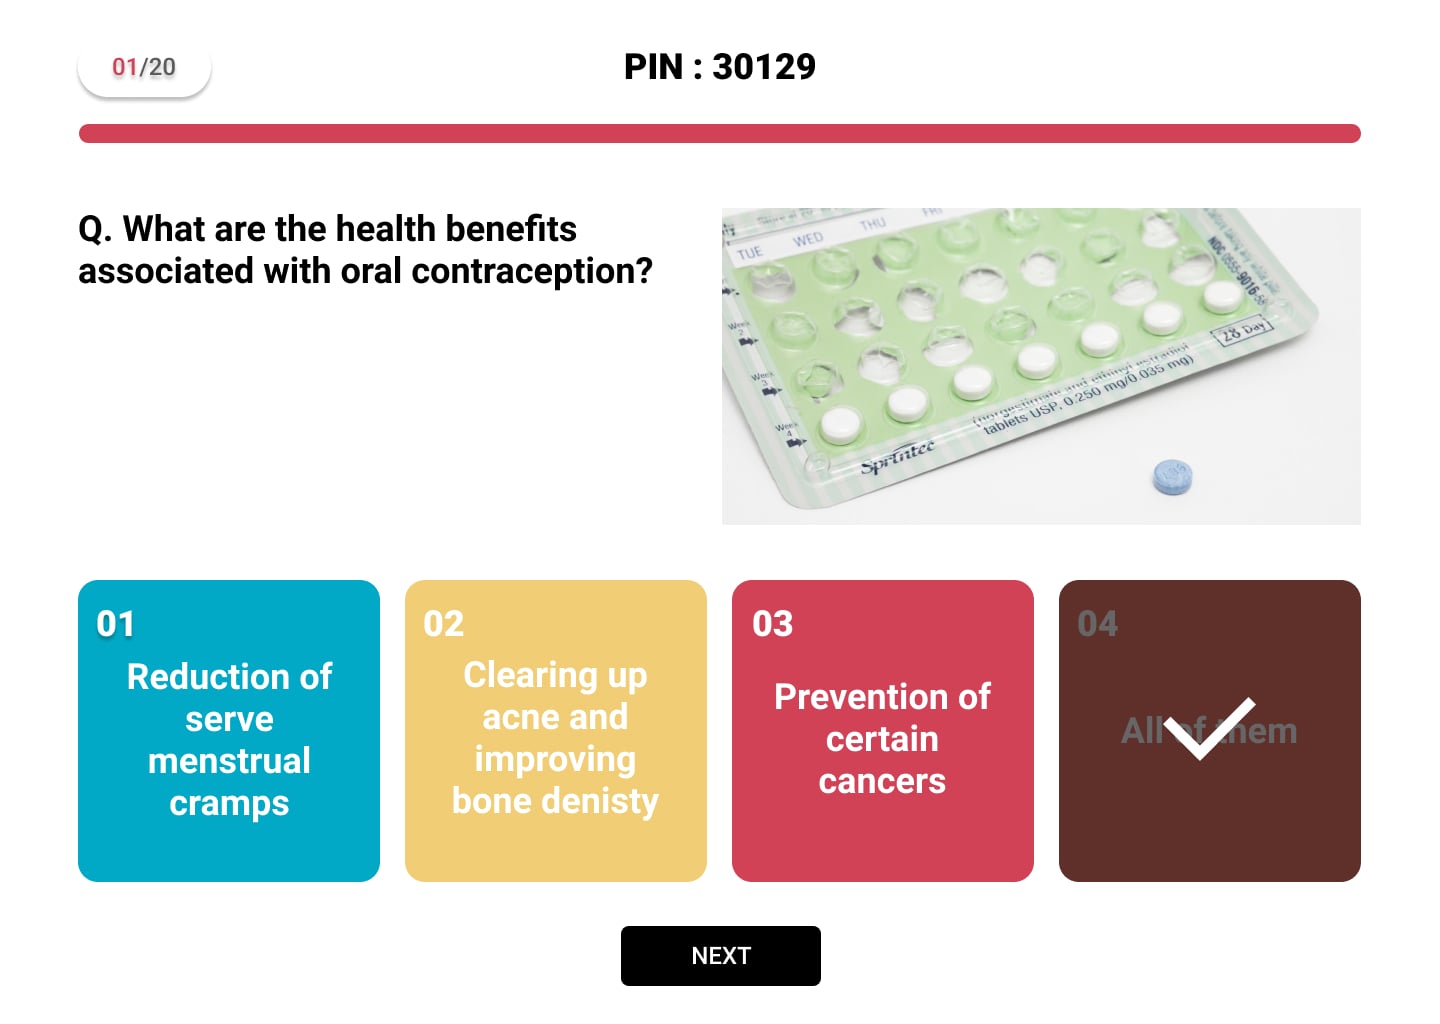 01/20
PIN : 30129
Q. What are the health benefits
associated with oral contraception?
TUE WED THU FRI
NDC 0555-9016-58
Week
2
Week
3
Week
4
28 Day
(norgestimate and ethinyl estradiol
tablets USP, 0.250 mg/0.035 mg)
Sprintec
01
Reduction of
serve
menstrual
cramps
02
Clearing up
acne and
improving
bone denisty
03
Prevention of
certain
cancers
04
All of them
NEXT